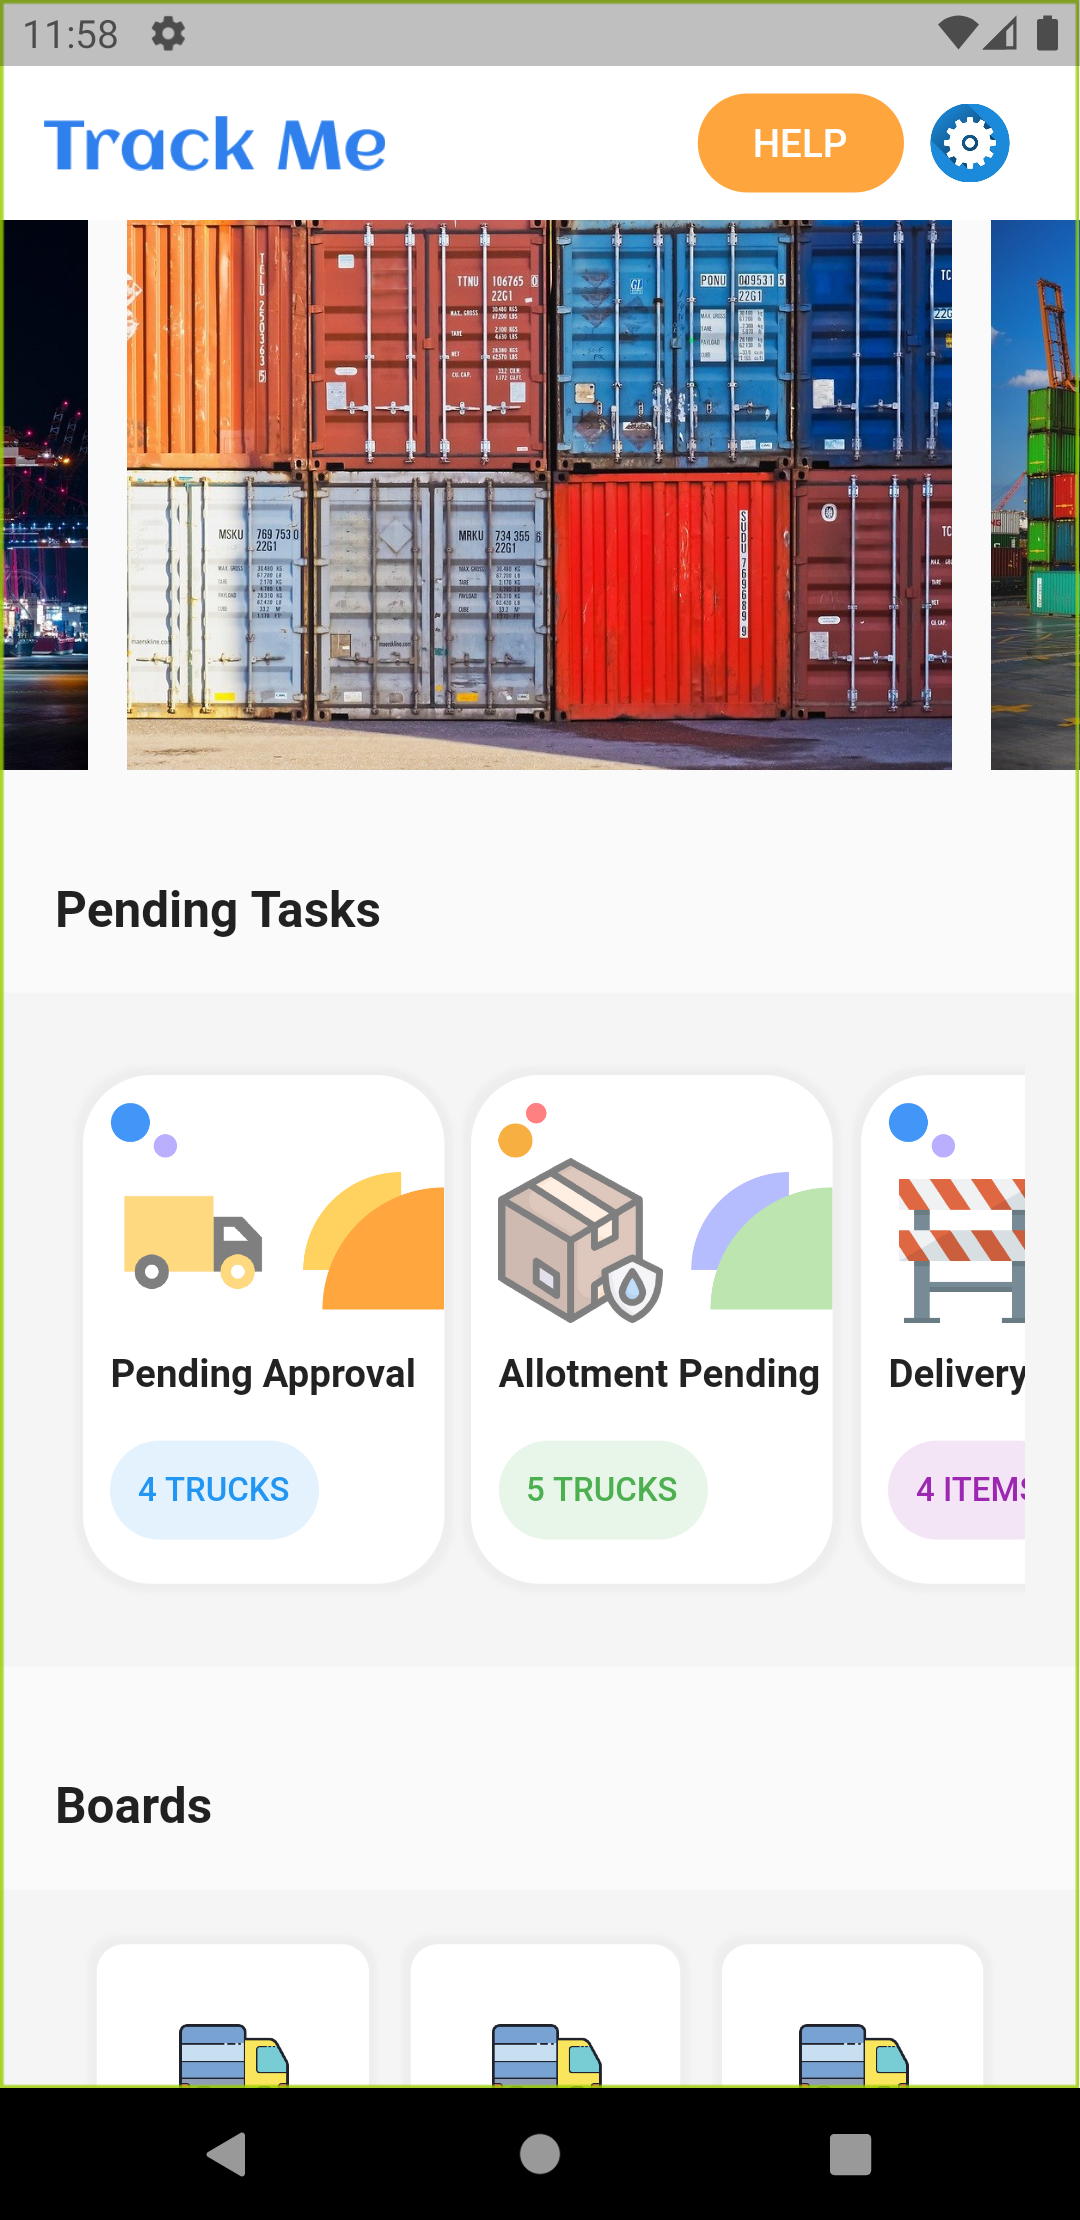 11:58
Track Me
HELP
TTNU 106765 0
22G1
PONU 009531 5
22G1
MSKU 769 753 0
22G1
MRKU 734 355 6
22G1
SUDU 769689 9
Pending Tasks
Pending Approval
4 TRUCKS
Allotment Pending
5 TRUCKS
Delivery
4 ITEMS
Boards